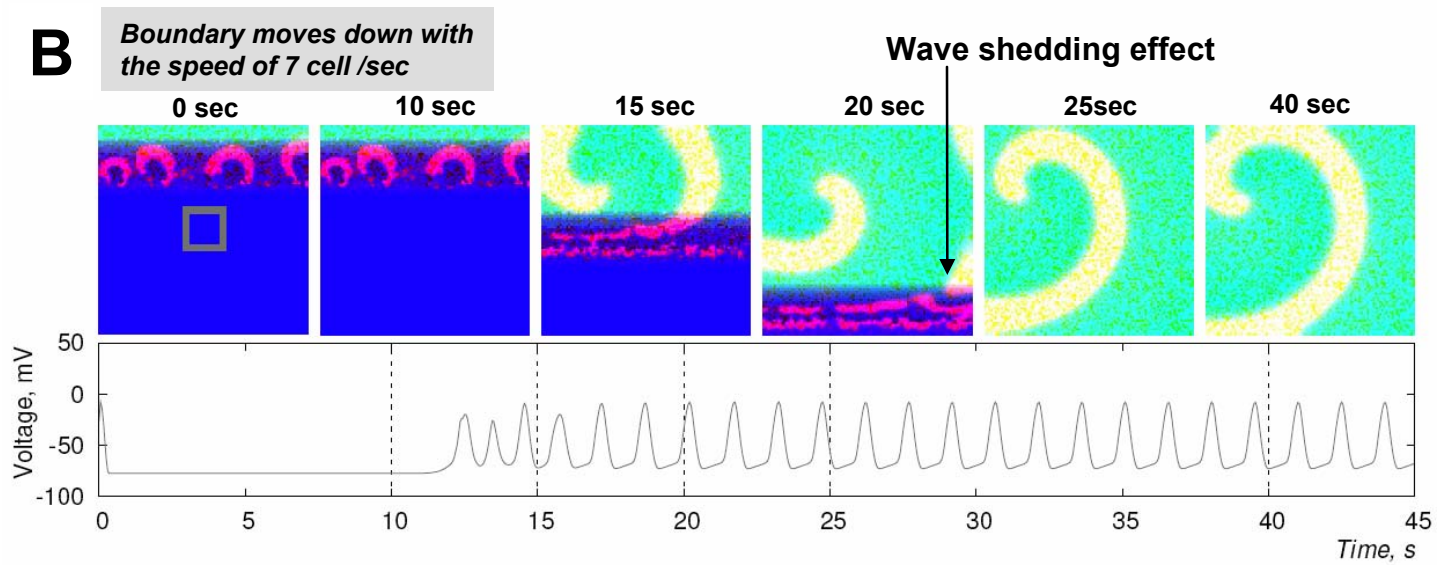 B
Boundary moves down with
the speed of 7 cell /sec
Wave shedding effect
0 sec
10 sec
15 sec
20 sec
25sec
40 sec
Voltage, mV
50
0
-50
-100
0
5
10
15
20
25
30
35
40
45
Time, s